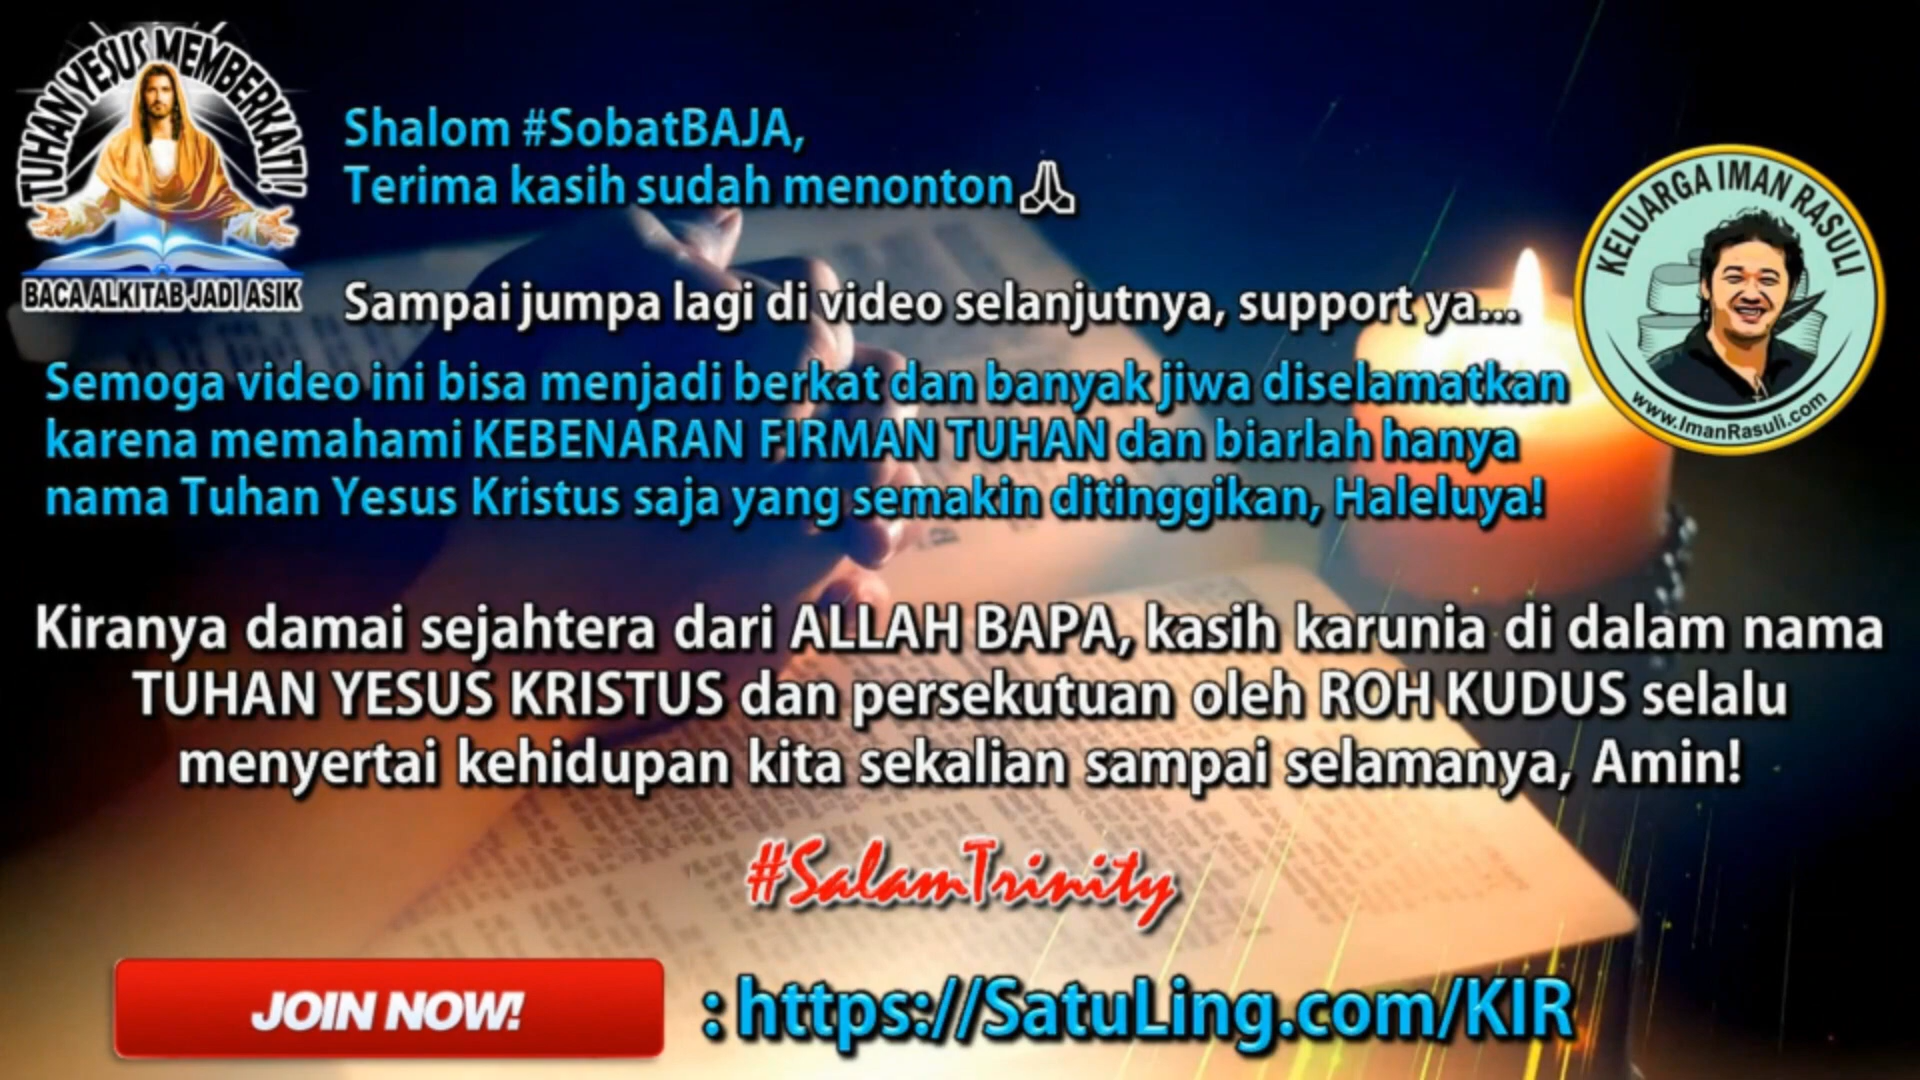 TUHAN YESUS MEMBERKATI!
BACA ALKITAB JADI ASIK
Shalom #SobatBAJA,
Terima kasih sudah menonton
Sampai jumpa lagi di video selanjutnya, support ya...
KELUARGA IMAN RASULI
www.ImanRasuli.com
Semoga video ini bisa menjadi berkat dan banyak jiwa diselamatkan
karena memahami KEBENARAN FIRMAN TUHAN dan biarlah hanya
nama Tuhan Yesus Kristus saja yang semakin ditinggikan, Haleluya!
Kiranya damai sejahtera dari ALLAH BAPA, kasih karunia di dalam nama
TUHAN YESUS KRISTUS dan persekutuan oleh ROH KUDUS selalu
menyertai kehidupan kita sekalian sampai selamanya, Amin!
#SalamTrinity
JOIN NOW! : https://SatuLing.com/KIR